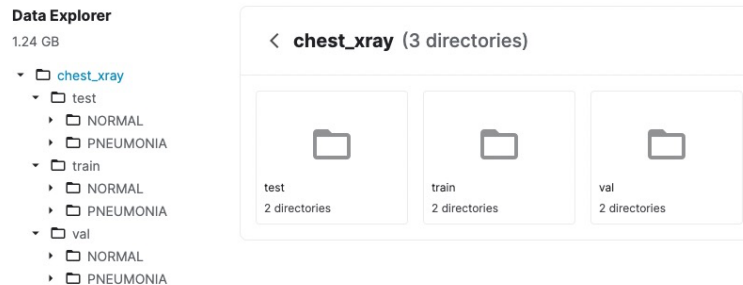 Data Explorer
1.24 GB
chest_xray
test
NORMAL
PNEUMONIA
train
NORMAL
PNEUMONIA
val
NORMAL
PNEUMONIA
chest_xray (3 directories)
test
2 directories
train
2 directories
val
2 directories